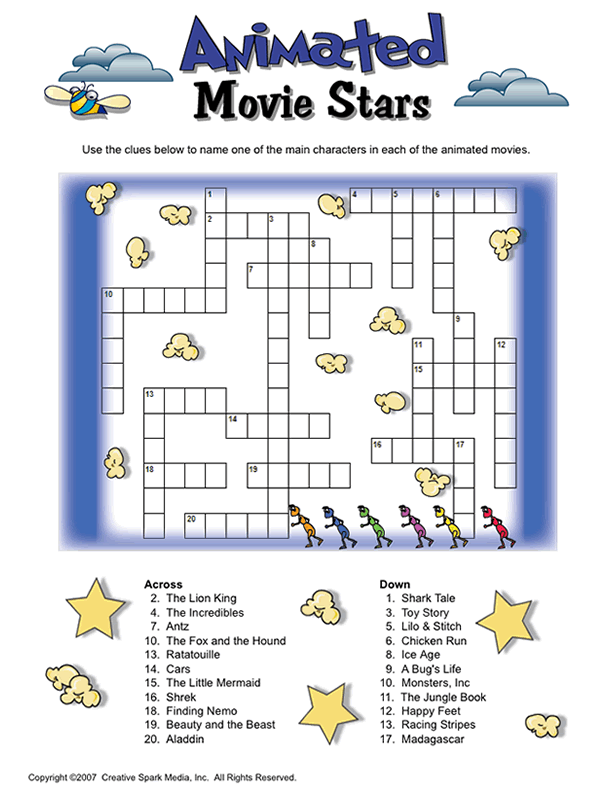 Animated
Movie Stars
Use the clues below to name one of the main characters in each of the animated movies.
1
4
5
6
2
3
8
7
10
9
11
12
15
13
14
16
17
18
19
20
Across
2. The Lion King
4. The Incredibles
7. Antz
10. The Fox and the Hound
13. Ratatouille
14. Cars
15. The Little Mermaid
16. Shrek
18. Finding Nemo
19. Beauty and the Beast
20. Aladdin
Down
1. Shark Tale
3. Toy Story
5. Lilo & Stitch
6. Chicken Run
8. Ice Age
9. A Bug's Life
10. Monsters, Inc
11. The Jungle Book
12. Happy Feet
13. Racing Stripes
17. Madagascar
Copyright ©2007 Creative Spark Media, Inc. All Rights Reserved.